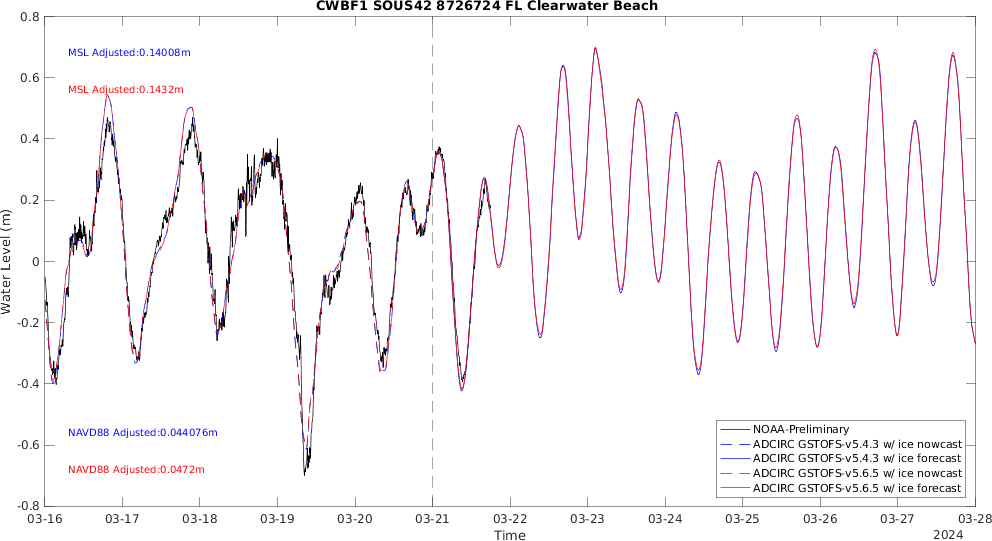 CWBF1 SOUS42 8726724 FL Clearwater Beach
0.8
0.6
0.4
0.2
0
-0.2
-0.4
-0.6
-0.8
Water Level (m)
MSL Adjusted:0.14008m
MSL Adjusted:0.1432m
NAVD88 Adjusted:0.044076m
NAVD88 Adjusted:0.0472m
NOAA-Preliminary
ADCIRC GSTOFS-v5.4.3 w/ ice nowcast
ADCIRC GSTOFS-v5.4.3 w/ ice forecast
ADCIRC GSTOFS-v5.6.5 w/ ice nowcast
ADCIRC GSTOFS-v5.6.5 w/ ice forecast
03-16 03-17 03-18 03-19 03-20 03-21 03-22 03-23 03-24 03-25 03-26 03-27 03-28
Time
2024